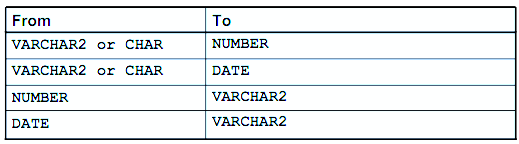 From To
VARCHAR2 or CHAR NUMBER
VARCHAR2 or CHAR DATE
NUMBER VARCHAR2
DATE VARCHAR2